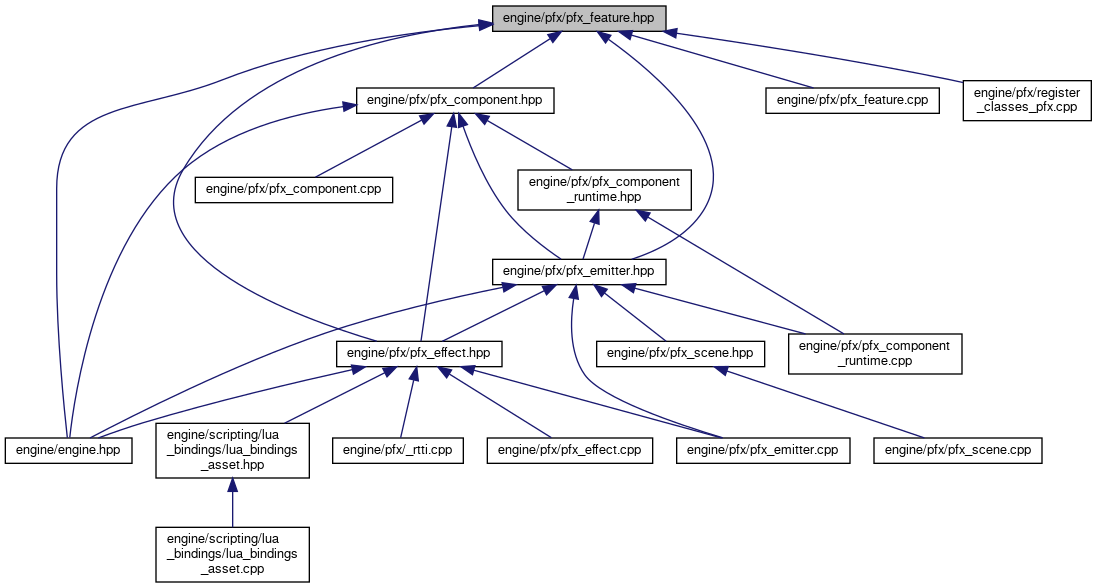 engine/pfx/pfx_feature.hpp
engine/pfx/pfx_component.hpp
engine/pfx/pfx_feature.cpp
engine/pfx/register
_classes_pfx.cpp
engine/pfx/pfx_component.cpp
engine/pfx/pfx_component
_runtime.hpp
engine/pfx/pfx_emitter.hpp
engine/pfx/pfx_effect.hpp
engine/pfx/pfx_scene.hpp
engine/pfx/pfx_component
_runtime.cpp
engine/engine.hpp
engine/scripting/lua
_bindings/lua_bindings
_asset.hpp
engine/pfx/_rtti.cpp
engine/pfx/pfx_effect.cpp
engine/pfx/pfx_emitter.cpp
engine/pfx/pfx_scene.cpp
engine/scripting/lua
_bindings/lua_bindings
_asset.cpp